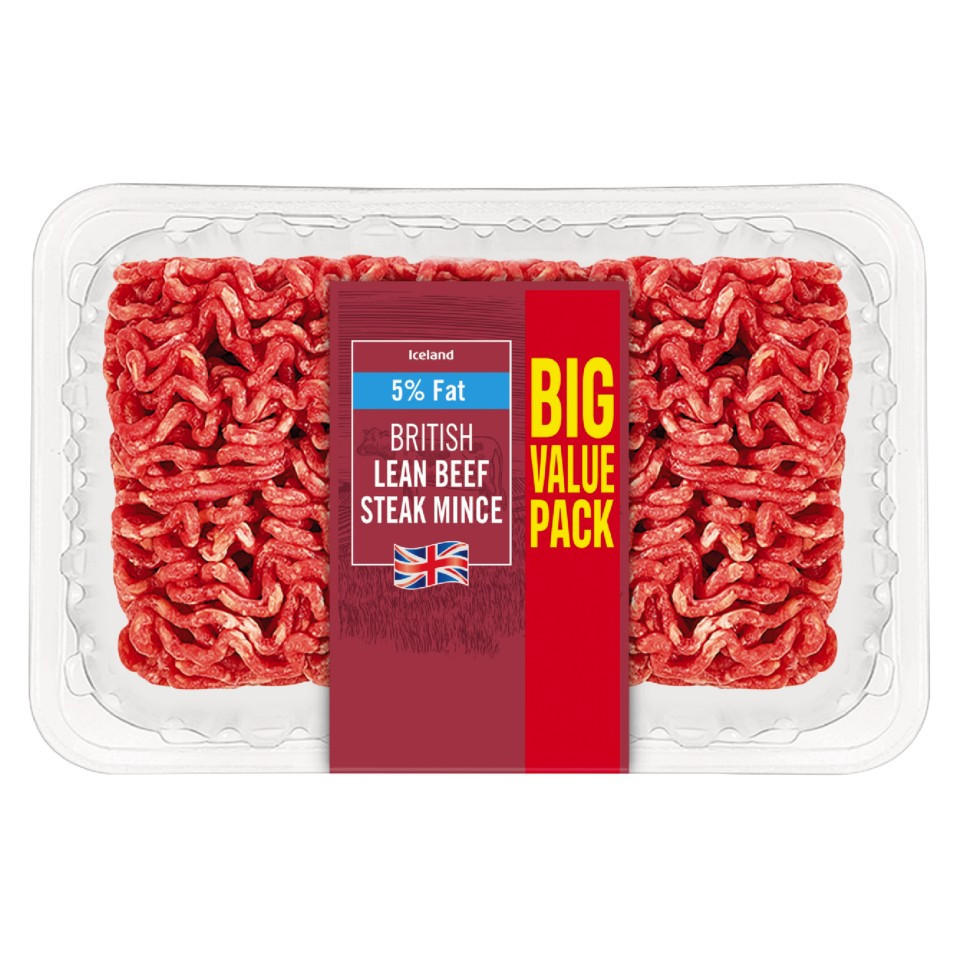 Iceland
5% Fat
BRITISH
LEAN BEEF
STEAK MINCE
BIG
VALUE
PACK